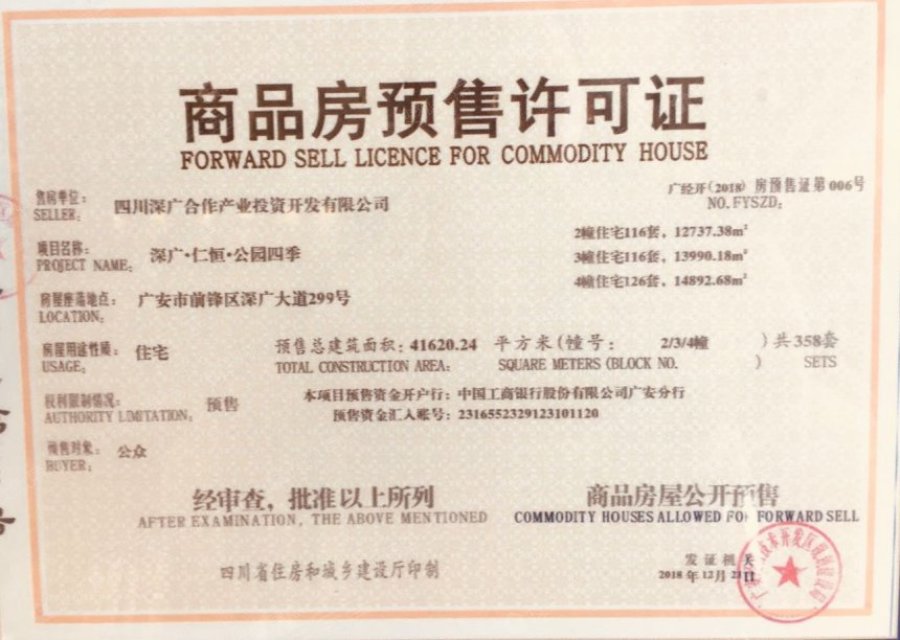 商品房预售许可证
FORWARD SELL LICENCE FOR COMMODITY HOUSE
广经开(2018) 房预售证第006号
NO.FYSZD:
售房单位: 四川深广合作产业投资开发有限公司
SELLER:
2幢住宅116套, 12737.38m²
项目名称: 深广·仁恒·公园四季
PROJECT NAME:
3幢住宅116套, 13990.18m²
4幢住宅126套, 14892.68m²
房屋座落地点: 广安市前锋区深广大道299号
LOCATION:
房屋用途性质: 住宅 预售总建筑面积: 41620.24 平方米(幢号: 2/3/4幢 )共358套
USAGE: TOTAL CONSTRUCTION AREA: SQUARE METERS (BLOCK NO. ) SETS
权利限制情况: 预售 本项目预售资金开户行: 中国工商银行股份有限公司广安分行
AUTHORITY LIMITATION: 预售资金汇入账号: 2316552329123101120
预售对象: 公众
BUYER:
经审查, 批准以上所列 商品房屋公开预售
AFTER EXAMINATION, THE ABOVE MENTIONED COMMODITY HOUSES ALLOWED FOR FORWARD SELL
四川省住房和城乡建设厅印制
发证机关
2018 年 12月 日